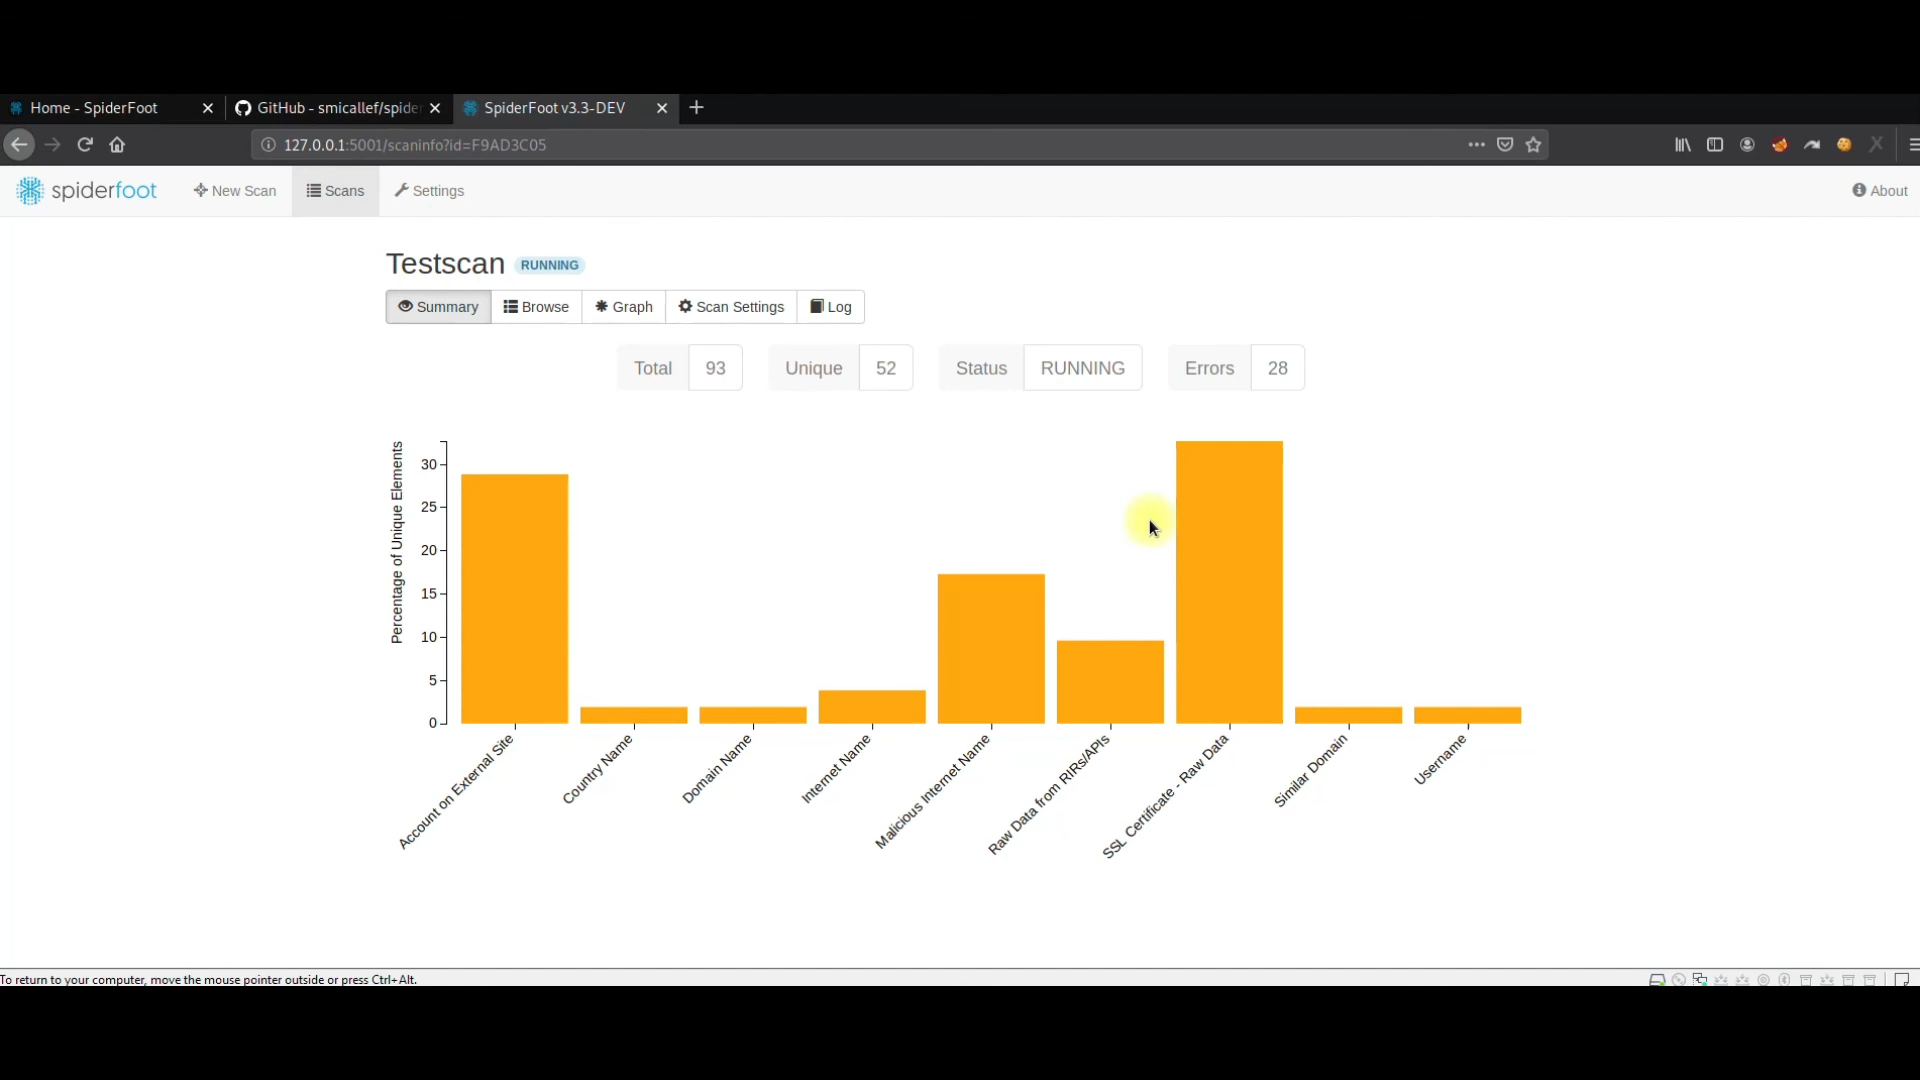 Home - SpiderFoot
GitHub - smicallef/spider
SpiderFoot v3.3-DEV
127.0.0.1:5001/scaninfo?id=F9AD3C05
spiderfoot
New Scan
Scans
Settings
About
Testscan RUNNING
Summary
Browse
Graph
Scan Settings
Log
Total 93
Unique 52
Status RUNNING
Errors 28
Percentage of Unique Elements
30
25
20
15
10
5
0
Account on External Site
Country Name
Domain Name
Internet Name
Malicious Internet Name
Raw Data from RIRs/APIs
SSL Certificate - Raw Data
Similar Domain
Username
To return to your computer, move the mouse pointer outside or press Ctrl+Alt.